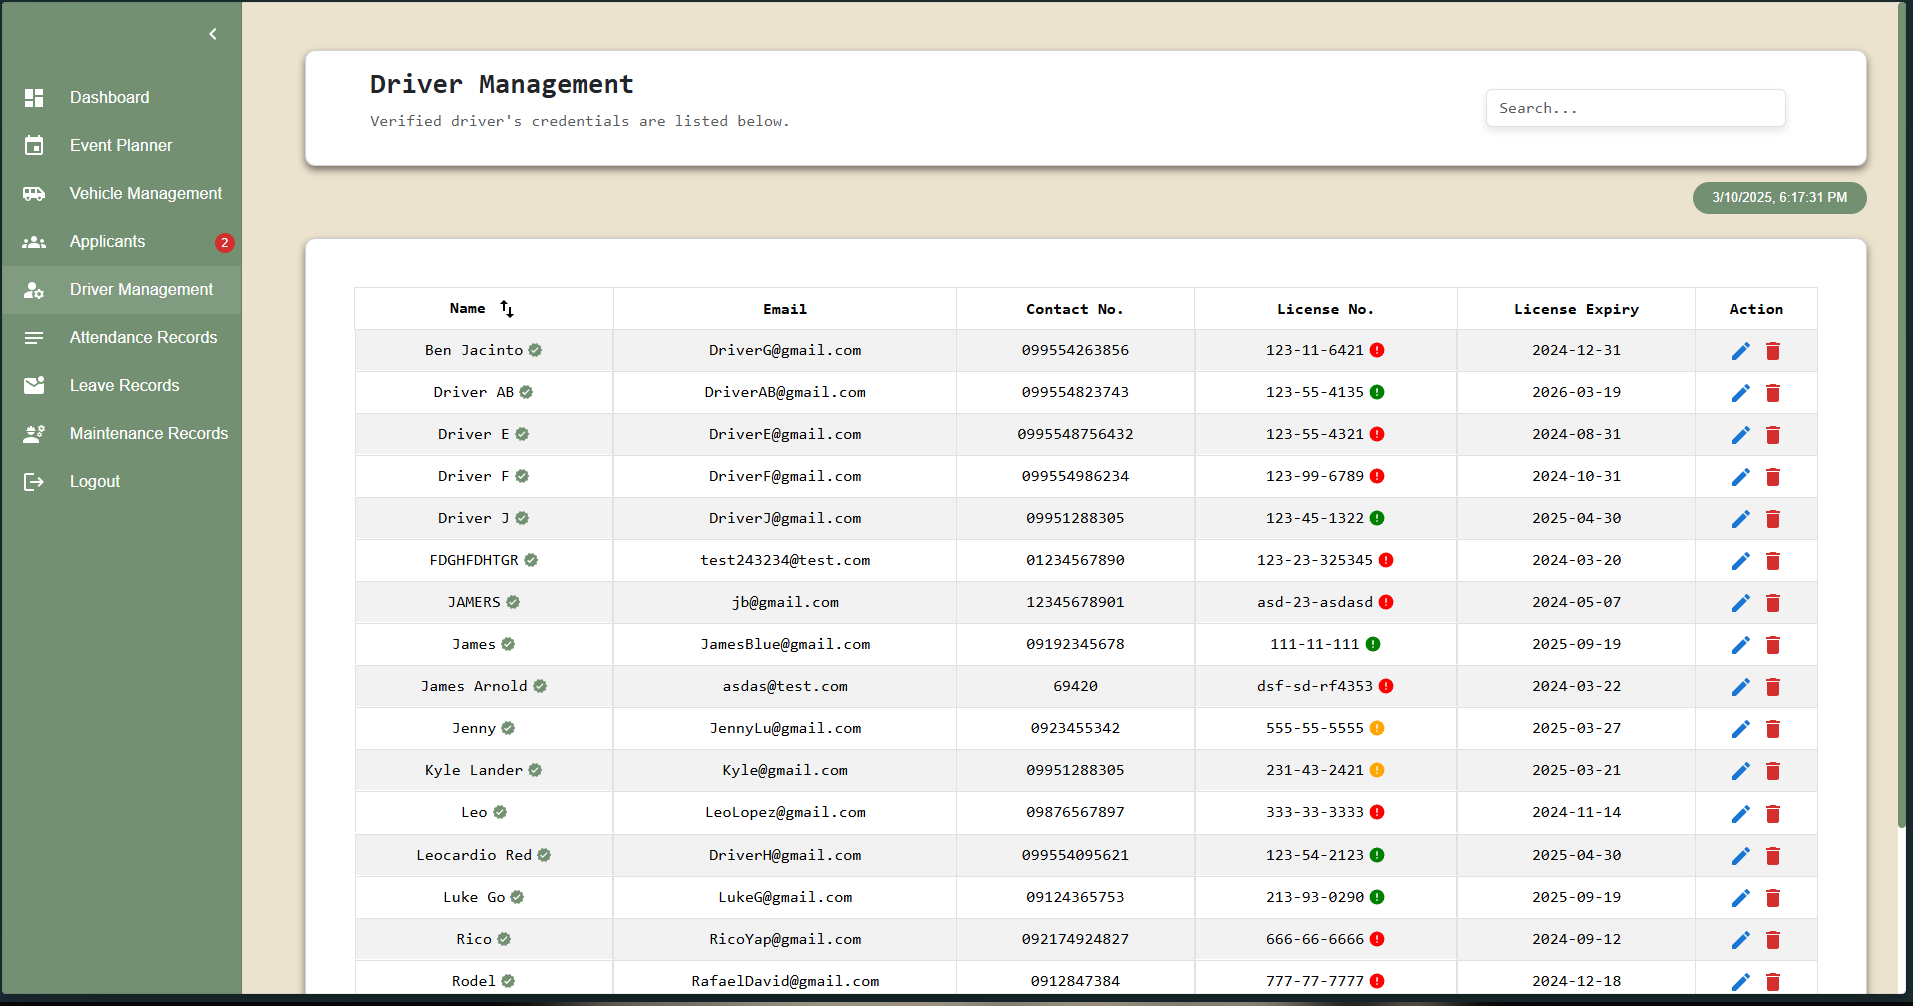 Dashboard
Event Planner
Vehicle Management
Applicants 2
Driver Management
Attendance Records
Leave Records
Maintenance Records
Logout
Driver Management
Verified driver's credentials are listed below.
Search...
3/10/2025, 6:17:31 PM
Name Email Contact No. License No. License Expiry Action
Ben Jacinto DriverG@gmail.com 099554263856 123-11-6421 2024-12-31
Driver AB DriverAB@gmail.com 099554823743 123-55-4135 2026-03-19
Driver E DriverE@gmail.com 0995548756432 123-55-4321 2024-08-31
Driver F DriverF@gmail.com 099554986234 123-99-6789 2024-10-31
Driver J DriverJ@gmail.com 09951288305 123-45-1322 2025-04-30
FDGHFDHTGR test243234@test.com 01234567890 123-23-325345 2024-03-20
JAMERS jb@gmail.com 12345678901 asd-23-asdasd 2024-05-07
James JamesBlue@gmail.com 09192345678 111-11-111 2025-09-19
James Arnold asdas@test.com 69420 dsf-sd-rf4353 2024-03-22
Jenny JennyLu@gmail.com 0923455342 555-55-5555 2025-03-27
Kyle Lander Kyle@gmail.com 09951288305 231-43-2421 2025-03-21
Leo LeoLopez@gmail.com 09876567897 333-33-3333 2024-11-14
Leocardio Red DriverH@gmail.com 099554095621 123-54-2123 2025-04-30
Luke Go LukeG@gmail.com 09124365753 213-93-0290 2025-09-19
Rico RicoYap@gmail.com 092174924827 666-66-6666 2024-09-12
Rodel RafaelDavid@gmail.com 0912847384 777-77-7777 2024-12-18